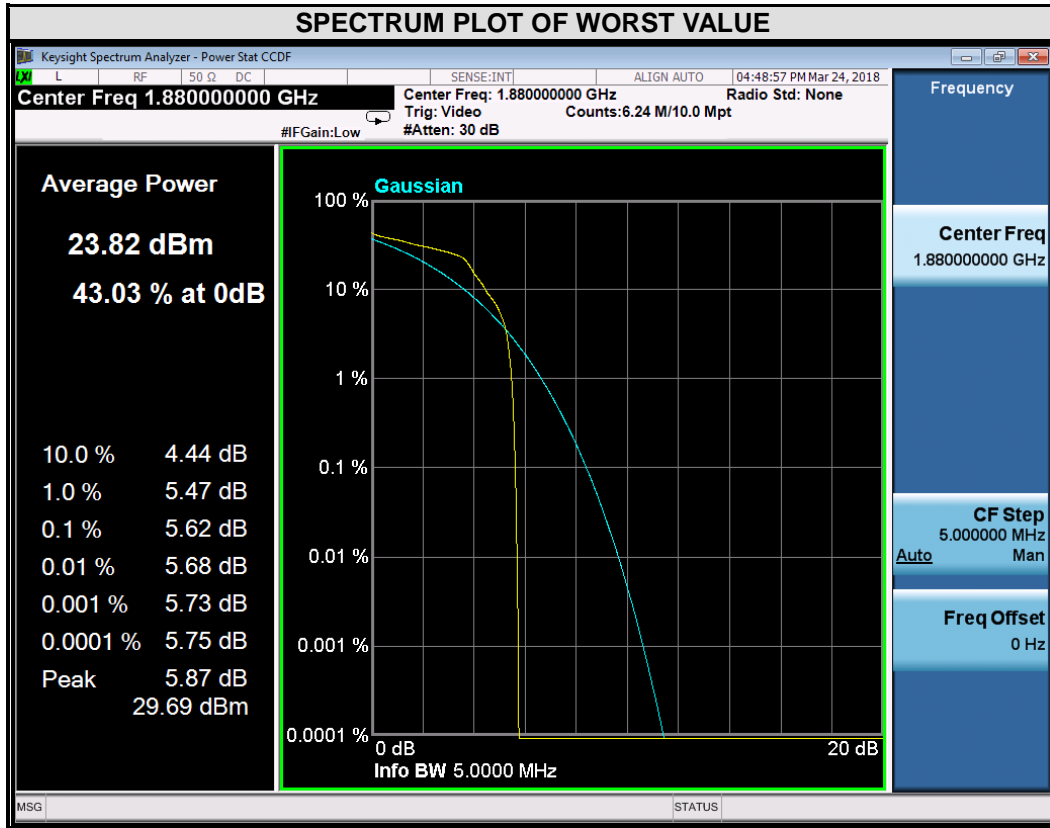 SPECTRUM PLOT OF WORST VALUE
Keysight Spectrum Analyzer - Power Stat CCDF
LXI L RF 50 Ω DC SENSE:INT ALIGN AUTO 04:48:57 PM Mar 24, 2018
Center Freq 1.880000000 GHz
Center Freq: 1.880000000 GHz Radio Std: None
Trig: Video Counts:6.24 M/10.0 Mpt
#IFGain:Low #Atten: 30 dB
Frequency
Average Power
23.82 dBm
43.03 % at 0dB
10.0 % 4.44 dB
1.0 % 5.47 dB
0.1 % 5.62 dB
0.01 % 5.68 dB
0.001 % 5.73 dB
0.0001 % 5.75 dB
Peak 5.87 dB
29.69 dBm
Gaussian
100 %
10 %
1 %
0.1 %
0.01 %
0.001 %
0.0001 %
0 dB 20 dB
Info BW 5.0000 MHz
Center Freq
1.880000000 GHz
CF Step
5.000000 MHz
Auto Man
Freq Offset
0 Hz
MSG STATUS